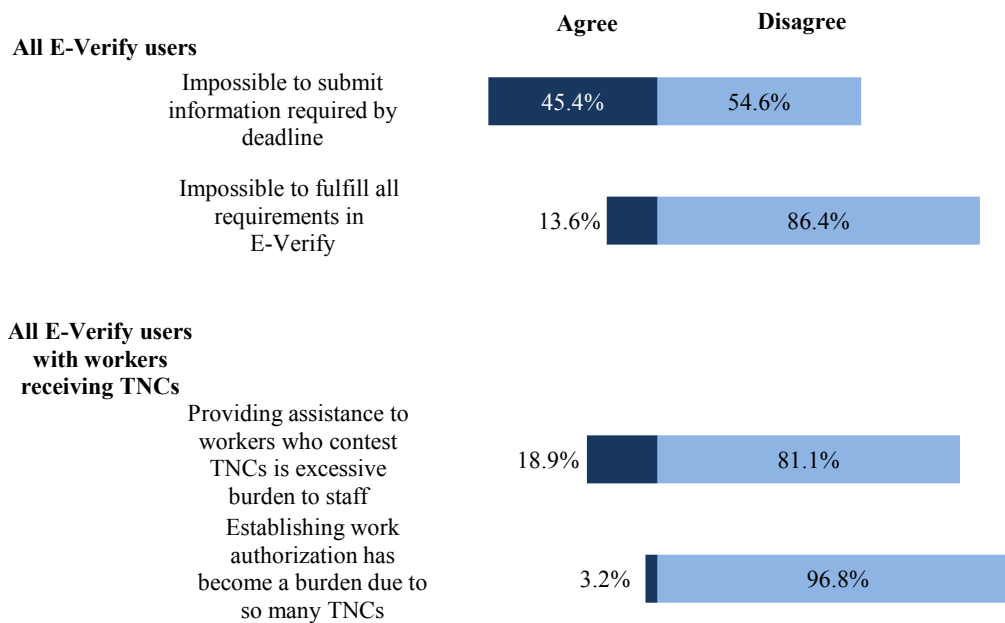 Agree Disagree
All E-Verify users
Impossible to submit
information required by
deadline
45.4% 54.6%
Impossible to fulfill all
requirements in
E-Verify
13.6% 86.4%
All E-Verify users
with workers
receiving TNCs
Providing assistance to
workers who contest
TNCs is excessive
burden to staff
18.9% 81.1%
Establishing work
authorization has
become a burden due to
so many TNCs
3.2% 96.8%